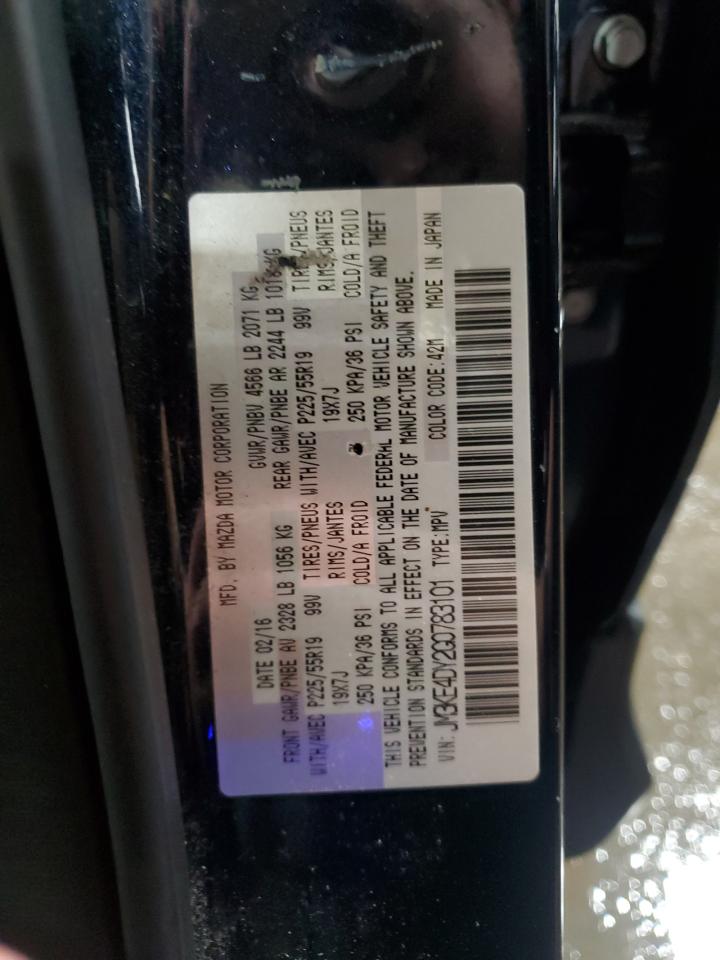 MFD. BY MAZDA MOTOR CORPORATION
DATE 02/16 GVWR/PNBV 4566 LB 2071 KG
FRONT GAWR/PNBE AV 2328 LB 1056 KG REAR GAWR/PNBE AR 2244 LB 1018 KG
WITH/AVEC P225/55R19 99V TIRES/PNEUS WITH/AVEC P225/55R19 99V TIRES/PNEUS
19X7J RIMS/JANTES 19X7J RIMS/JANTES
250 KPA/36 PSI COLD/A FROID 250 KPA/36 PSI COLD/A FROID
THIS VEHICLE CONFORMS TO ALL APPLICABLE FEDERAL MOTOR VEHICLE SAFETY AND THEFT
PREVENTION STANDARDS IN EFFECT ON THE DATE OF MANUFACTURE SHOWN ABOVE.
VIN: JM3KE4DY2G0783101 TYPE:MPV COLOR CODE:42M MADE IN JAPAN